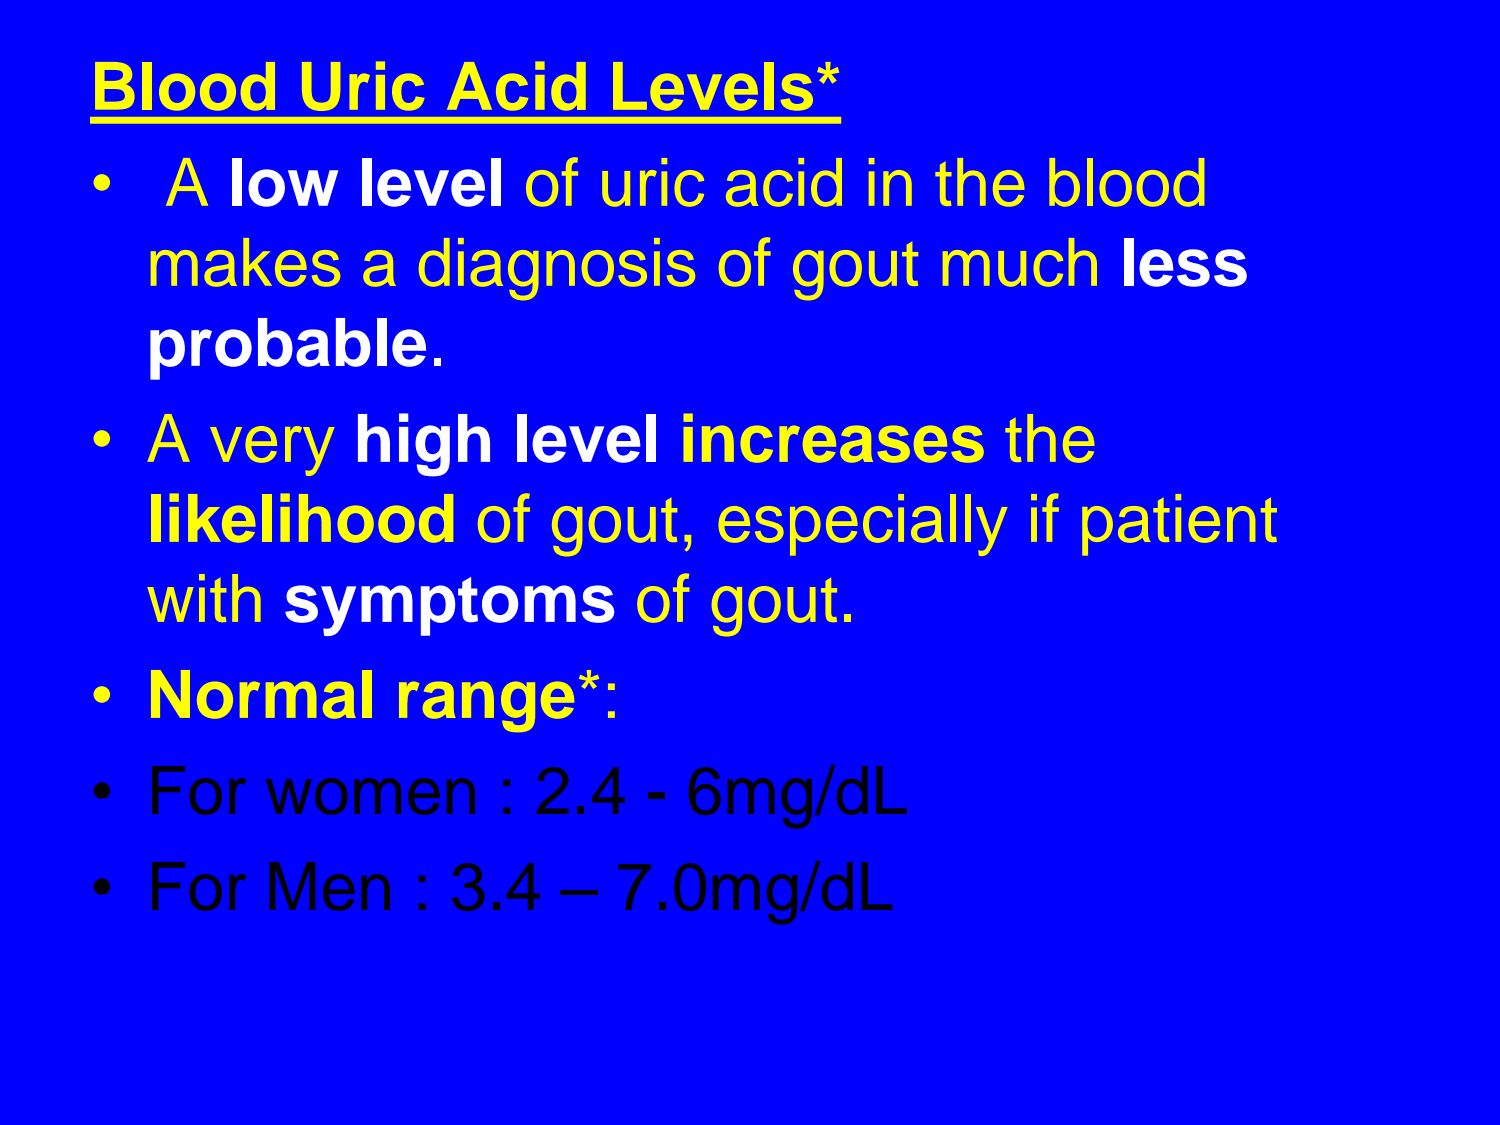 Blood Uric Acid Levels*
• A low level of uric acid in the blood
makes a diagnosis of gout much less
probable.
• A very high level increases the
likelihood of gout, especially if patient
with symptoms of gout.
• Normal range*:
• For women : 2.4 - 6mg/dL
• For Men : 3.4 – 7.0mg/dL